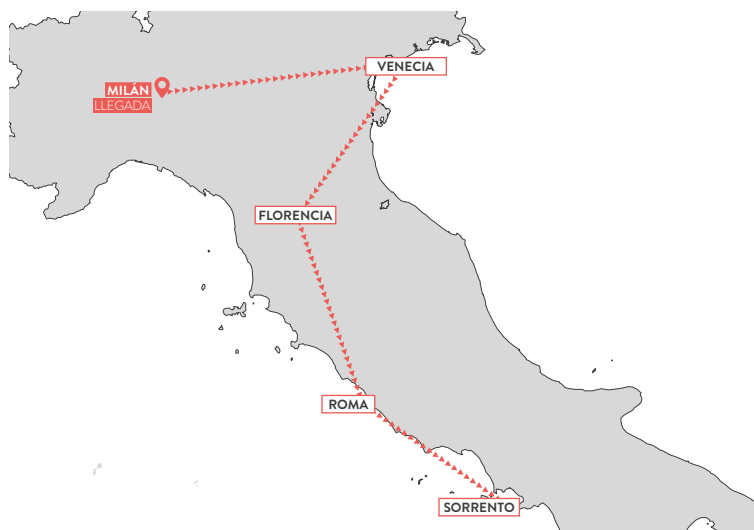 VENECIA
MILÁN
LLEGADA
FLORENCIA
ROMA
SORRENTO